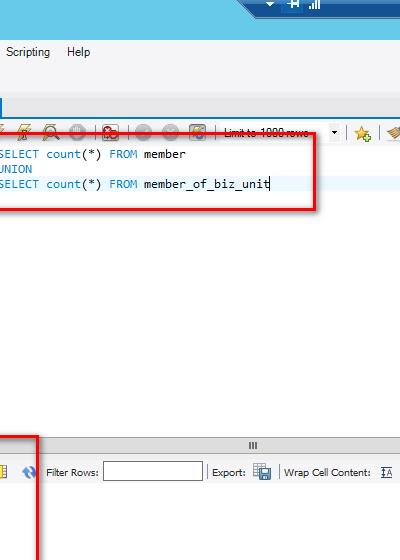 Scripting Help
Limit to 1000 rows
SELECT count(*) FROM member
UNION
SELECT count(*) FROM member_of_biz_unit
Filter Rows: Export: Wrap Cell Content: IA